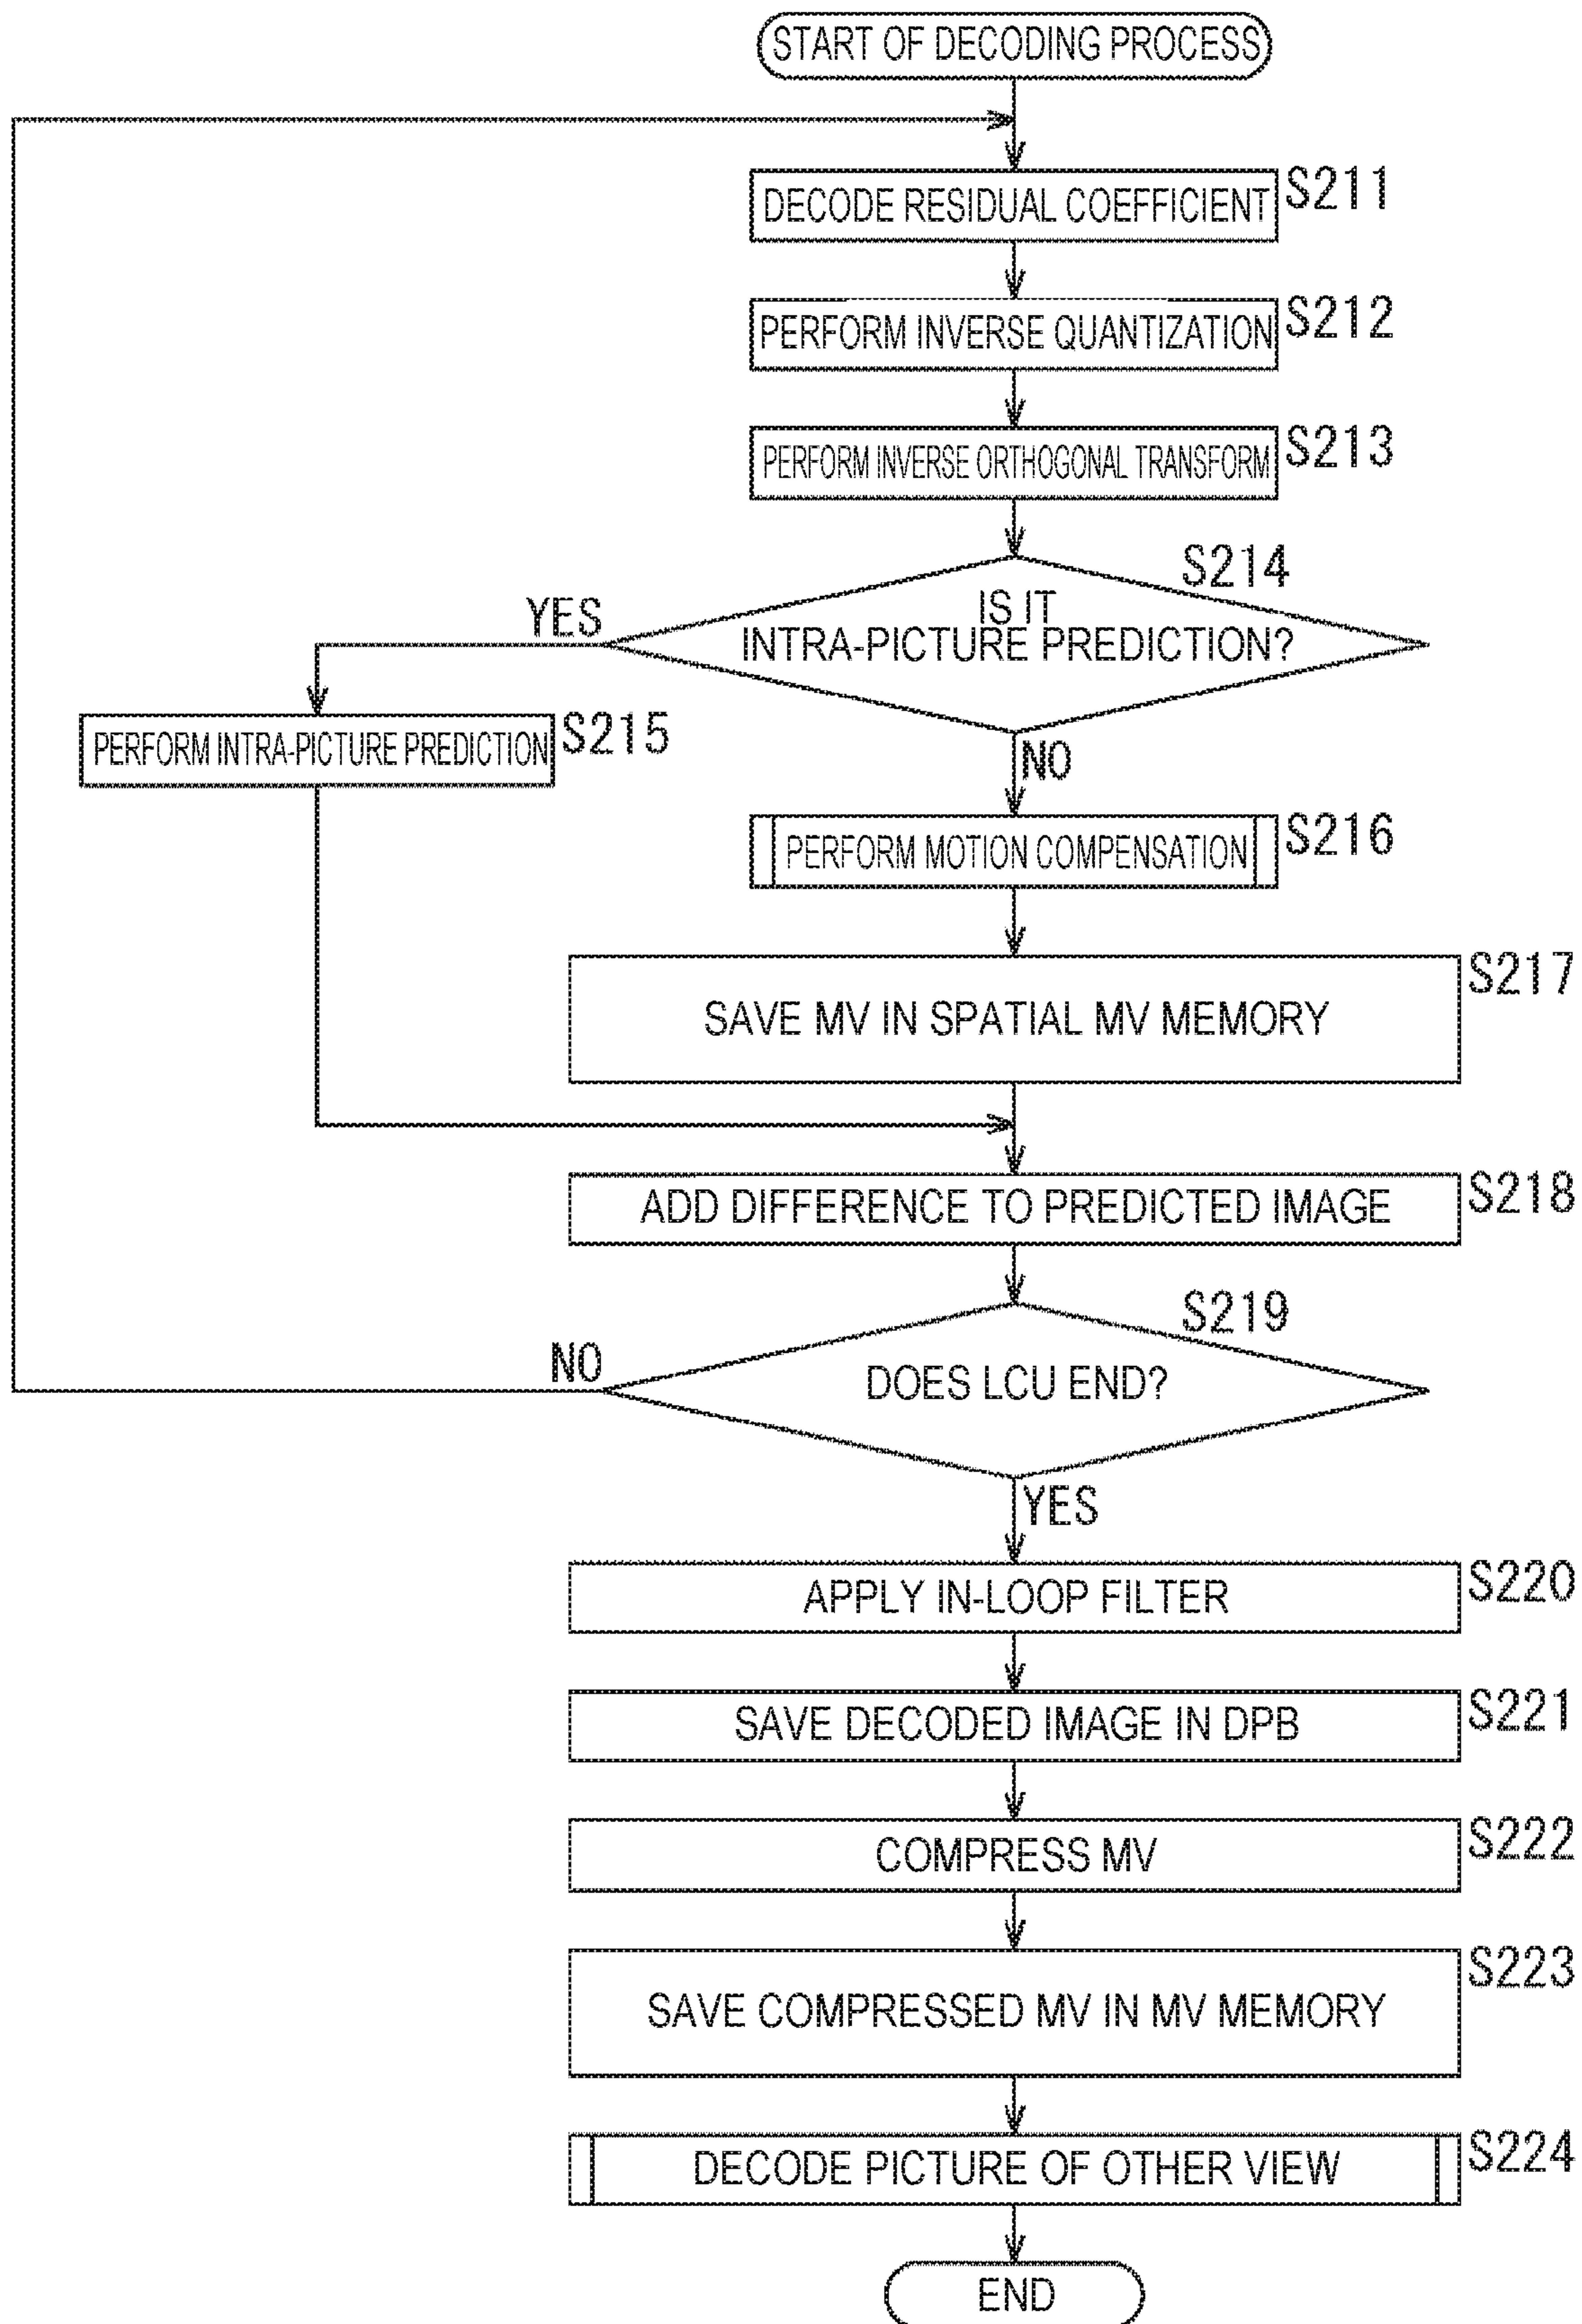 START OF DECODING PROCESS
DECODE RESIDUAL COEFFICIENT
S211
PERFORM INVERSE QUANTIZATION
S212
PERFORM INVERSE ORTHOGONAL TRANSFORM
S213
S214
IS IT
INTRA-PICTURE PREDICTION?
YES
PERFORM INTRA-PICTURE PREDICTION
S215
NO
PERFORM MOTION COMPENSATION
S216
SAVE MV IN SPATIAL MV MEMORY
S217
ADD DIFFERENCE TO PREDICTED IMAGE
S218
S219
DOES LCU END?
NO
YES
APPLY IN-LOOP FILTER
S220
SAVE DECODED IMAGE IN DPB
S221
COMPRESS MV
S222
SAVE COMPRESSED MV IN MV MEMORY
S223
DECODE PICTURE OF OTHER VIEW
S224
END